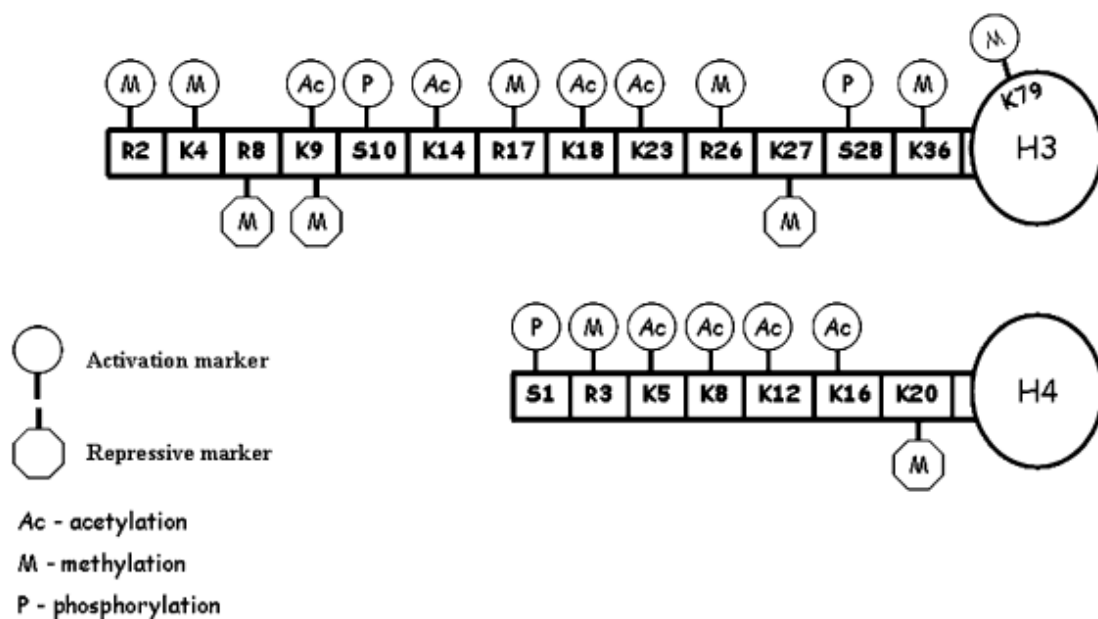 M
M M Ac P Ac M Ac Ac M P M
K79
R2 K4 R8 K9 S10 K14 R17 K18 K23 R26 K27 S28 K36 H3
M M M
P M Ac Ac Ac Ac
Activation marker
S1 R3 K5 K8 K12 K16 K20 H4
Repressive marker
M
Ac - acetylation
M - methylation
P - phosphorylation